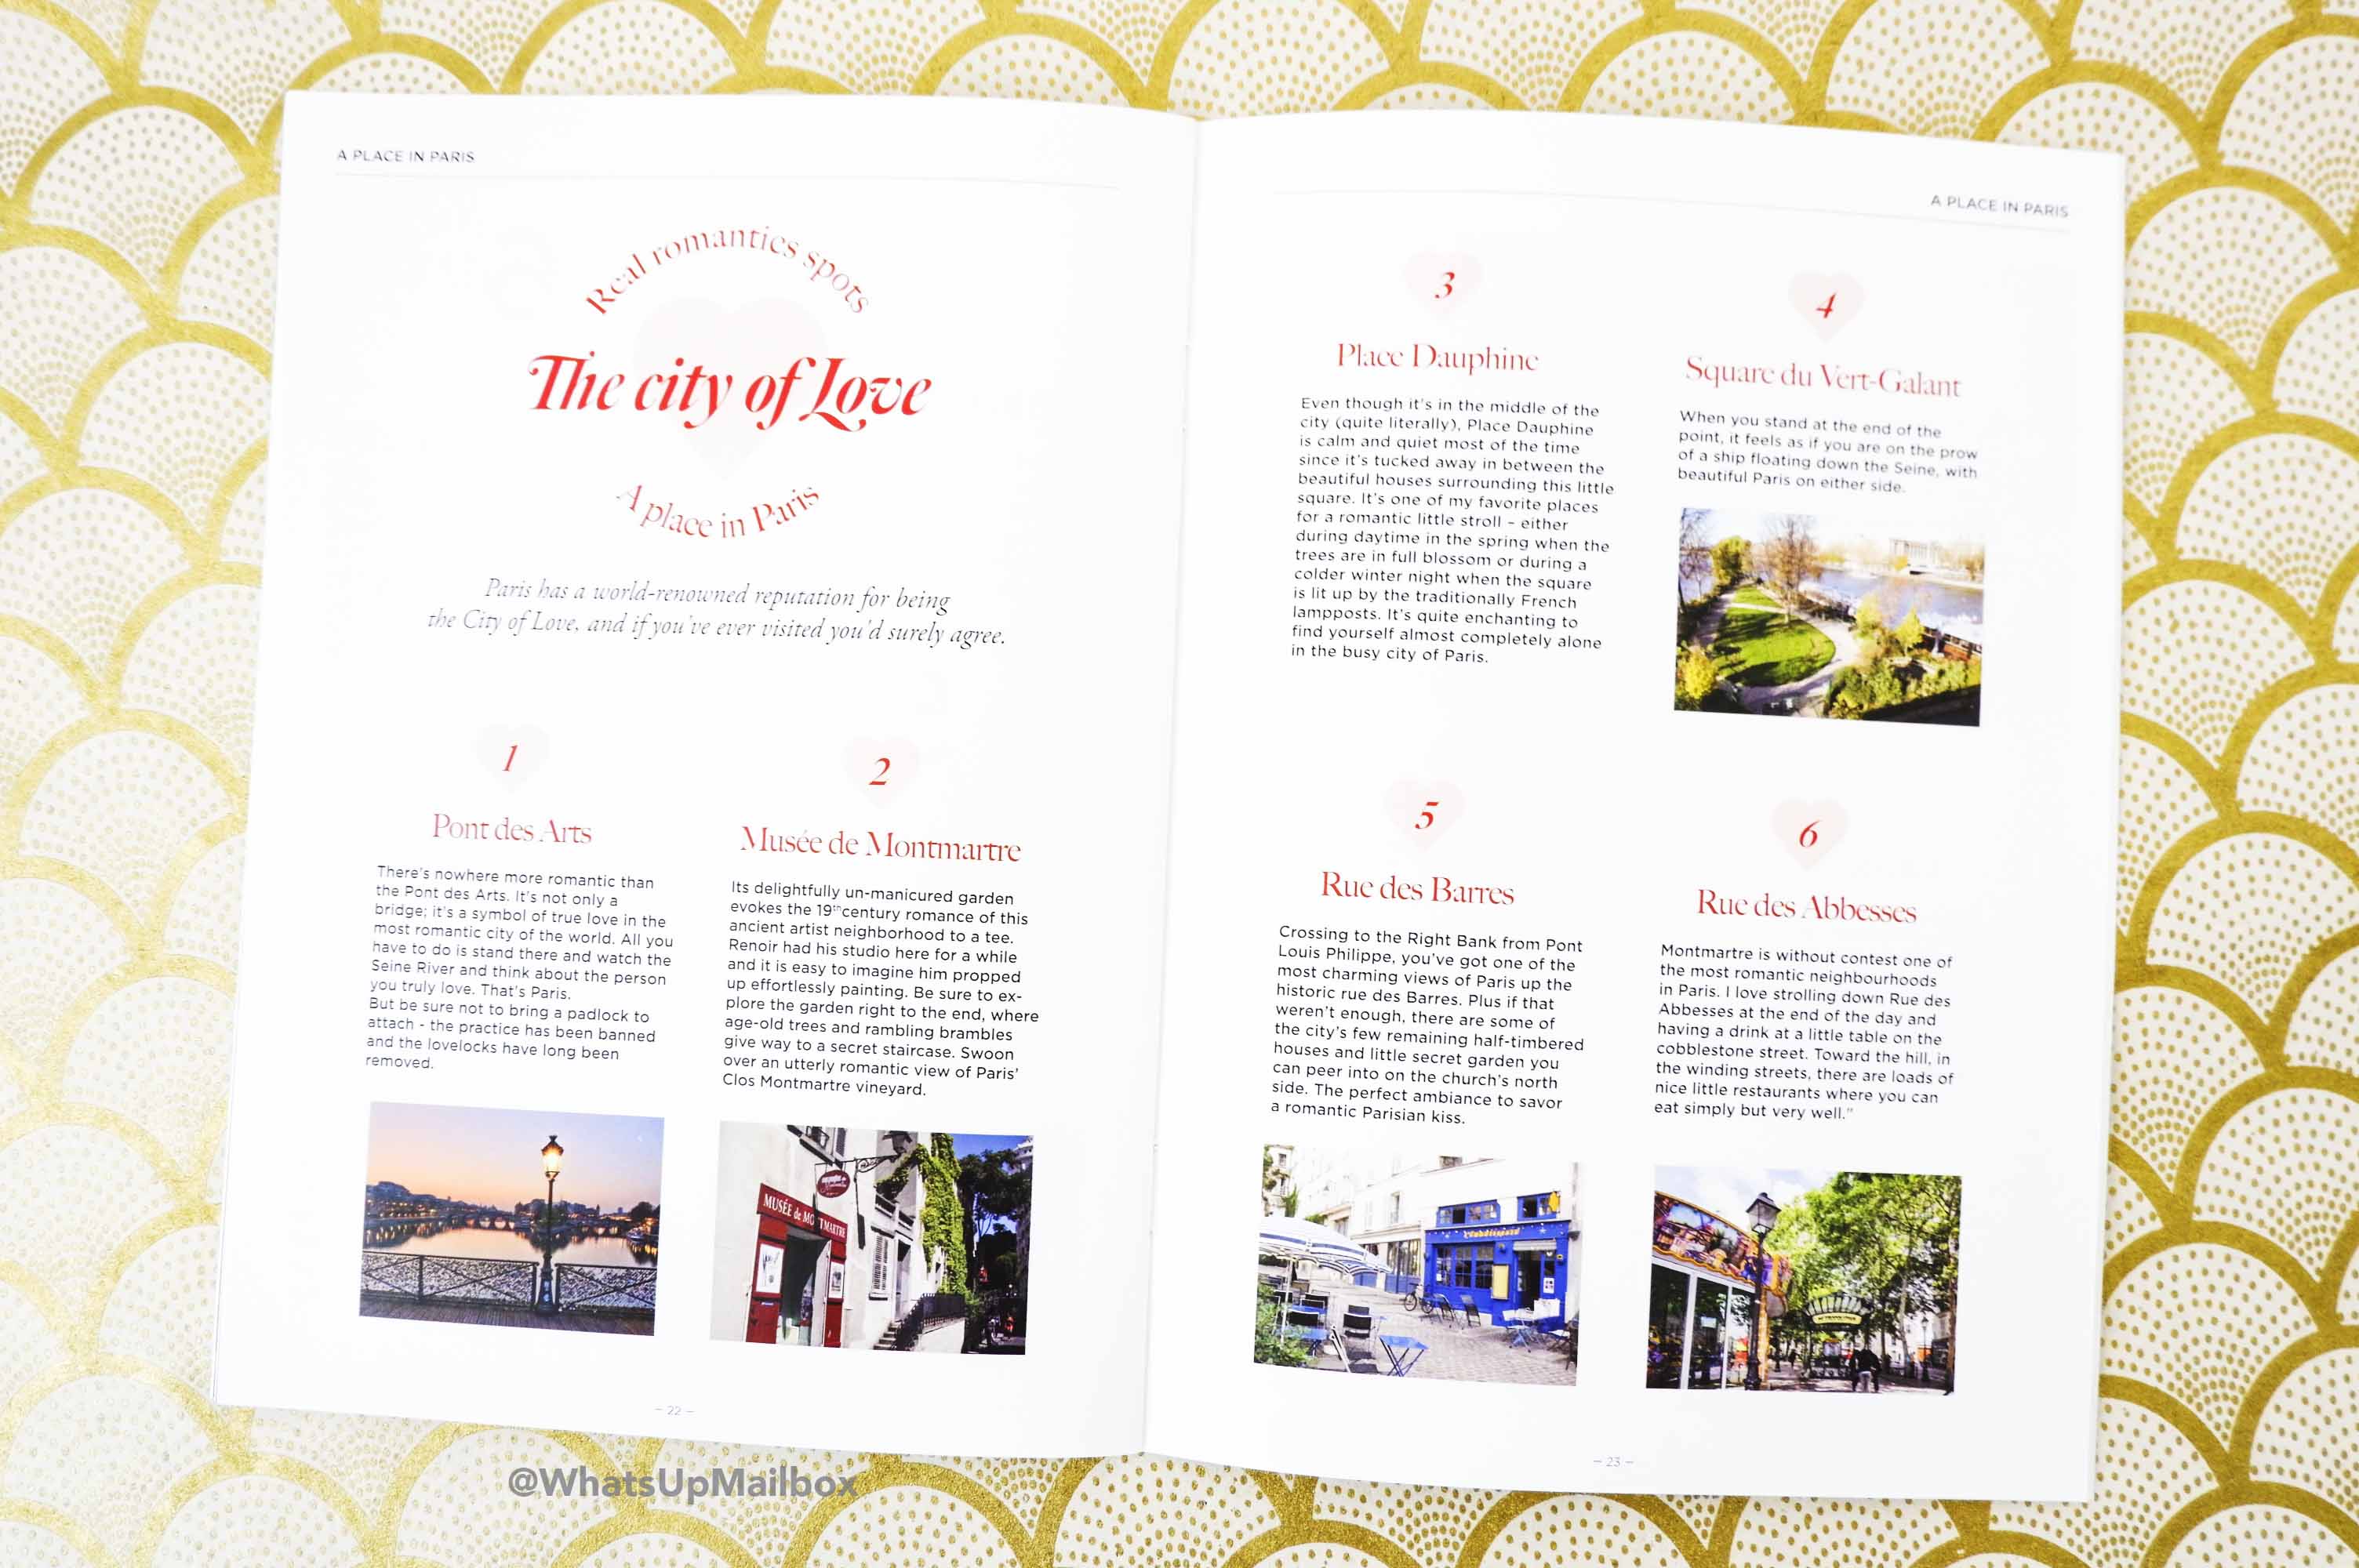 A PLACE IN PARIS
Real romantics spots
The city of Love
A place in Paris
Paris has a world-renowned reputation for being
the City of Love, and if you've ever visited you'd surely agree.
1
Pont des Arts
There's nowhere more romantic than
the Pont des Arts. It's not only a
bridge; it's a symbol of true love in the
most romantic city of the world. All you
have to do is stand there and watch the
Seine River and think about the person
you truly love. That's Paris.
But be sure not to bring a padlock to
attach - the practice has been banned
and the lovelocks have long been
removed.
2
Musée de Montmartre
Its delightfully un-manicured garden
evokes the 19th century romance of this
ancient artist neighborhood to a tee.
Renoir had his studio here for a while
and it is easy to imagine him propped
up effortlessly painting. Be sure to ex-
plore the garden right to the end, where
age-old trees and rambling brambles
give way to a secret staircase. Swoon
over an utterly romantic view of Paris'
Clos Montmartre vineyard.
MUSÉE de MONTMARTRE
- 22 -
A PLACE IN PARIS
3
Place Dauphine
Even though it's in the middle of the
city (quite literally), Place Dauphine
is calm and quiet most of the time
since it's tucked away in between the
beautiful houses surrounding this little
square. It's one of my favorite places
for a romantic little stroll – either
during daytime in the spring when the
trees are in full blossom or during a
colder winter night when the square
is lit up by the traditionally French
lampposts. It's quite enchanting to
find yourself almost completely alone
in the busy city of Paris.
4
Square du Vert-Galant
When you stand at the end of the
point, it feels as if you are on the prow
of a ship floating down the Seine, with
beautiful Paris on either side.
5
Rue des Barres
Crossing to the Right Bank from Pont
Louis Philippe, you've got one of the
most charming views of Paris up the
historic rue des Barres. Plus if that
weren't enough, there are some of
the city's few remaining half-timbered
houses and little secret garden you
can peer into on the church's north
side. The perfect ambiance to savor
a romantic Parisian kiss.
6
Rue des Abbesses
Montmartre is without contest one of
the most romantic neighbourhoods
in Paris. I love strolling down Rue des
Abbesses at the end of the day and
having a drink at a little table on the
cobblestone street. Toward the hill, in
the winding streets, there are loads of
nice little restaurants where you can
eat simply but very well."
- 23 -
@WhatsUpMailbox